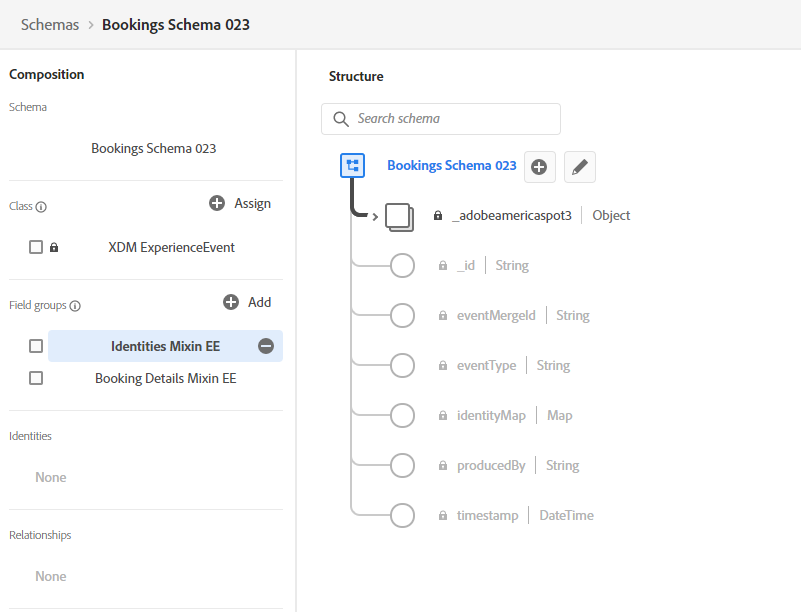 Schemas > Bookings Schema 023
Composition
Schema
Bookings Schema 023
Class
Assign
XDM ExperienceEvent
Field groups
Add
Identities Mixin EE
Booking Details Mixin EE
Identities
None
Relationships
None
Structure
Search schema
Bookings Schema 023
_adobeamericaspot3 | Object
_id | String
eventMergeId | String
eventType | String
identityMap | Map
producedBy | String
timestamp | DateTime